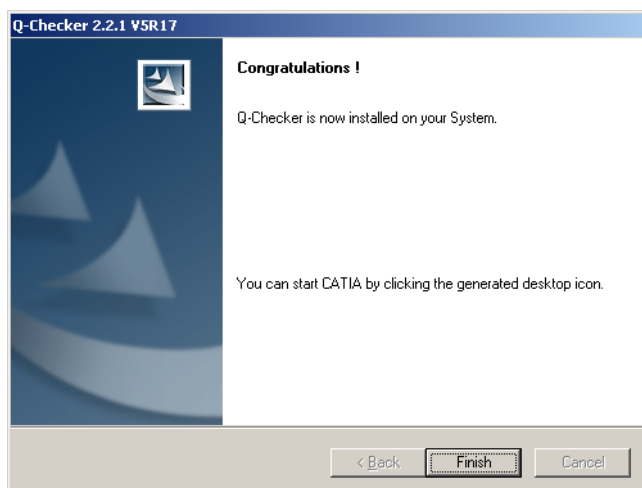 Q-Checker 2.2.1 V5R17
Congratulations !
Q-Checker is now installed on your System.
You can start CATIA by clicking the generated desktop icon.
< Back
Finish
Cancel